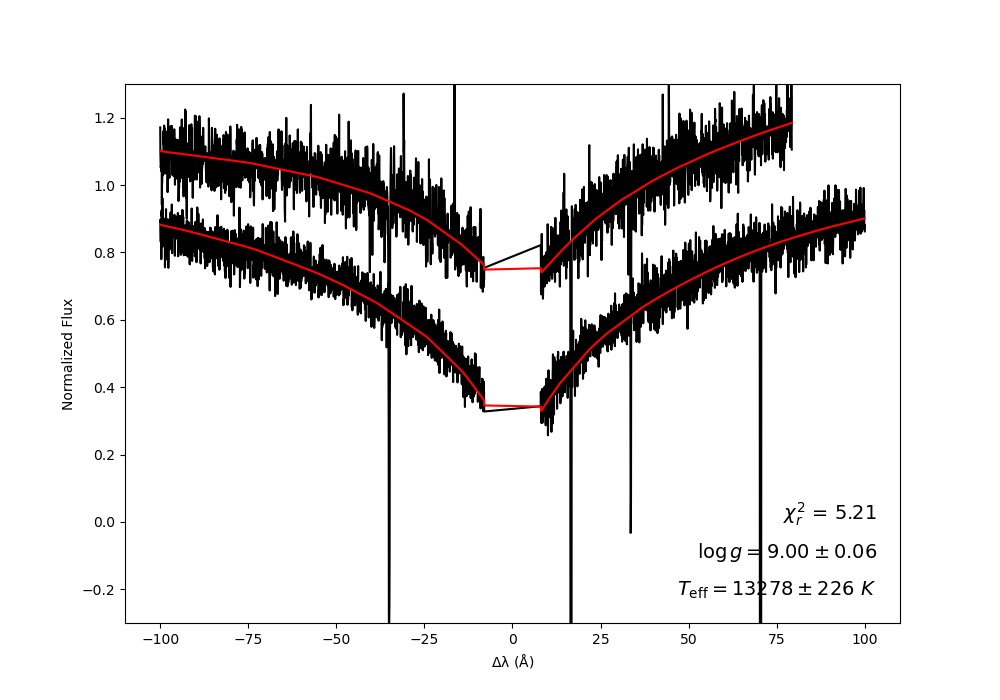 1.2
1.0
0.8
0.6
0.4
0.2
0.0
−0.2
Normalized Flux
χ²ᵣ = 5.21
log g = 9.00 ± 0.06
T_eff = 13278 ± 226 K
−100 −75 −50 −25 0 25 50 75 100
Δλ (Å)